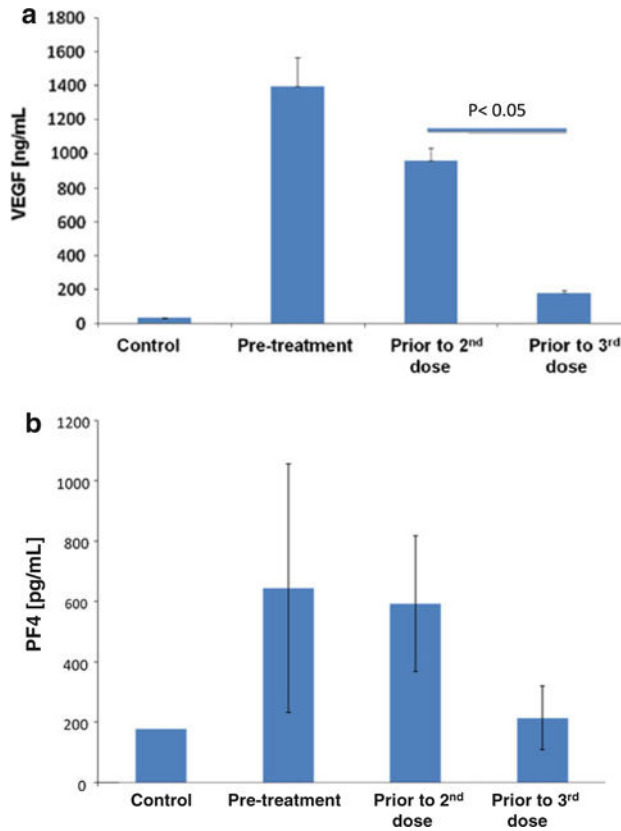 a
1800
1600
1400
1200
1000
800
600
400
200
0
VEGF [ng/mL]
P< 0.05
Control Pre-treatment Prior to 2nd dose Prior to 3rd dose
b
1200
1000
800
600
400
200
0
PF4 [pg/mL]
Control Pre-treatment Prior to 2nd dose Prior to 3rd dose